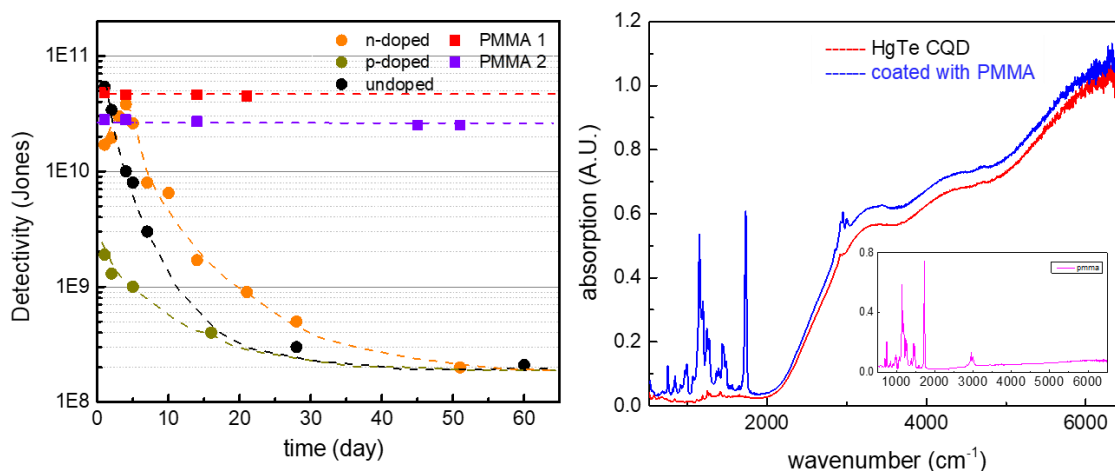 1E11
1E10
1E9
1E8
Detectivity (Jones)
n-doped
p-doped
undoped
PMMA 1
PMMA 2
0 10 20 30 40 50 60
time (day)
1.2
1.0
0.8
0.6
0.4
0.2
0.0
absorption (A.U.)
HgTe CQD
coated with PMMA
0.8
0.4
0.0
pmma
1000 2000 3000 4000 5000 6000
2000 4000 6000
wavenumber (cm⁻¹)